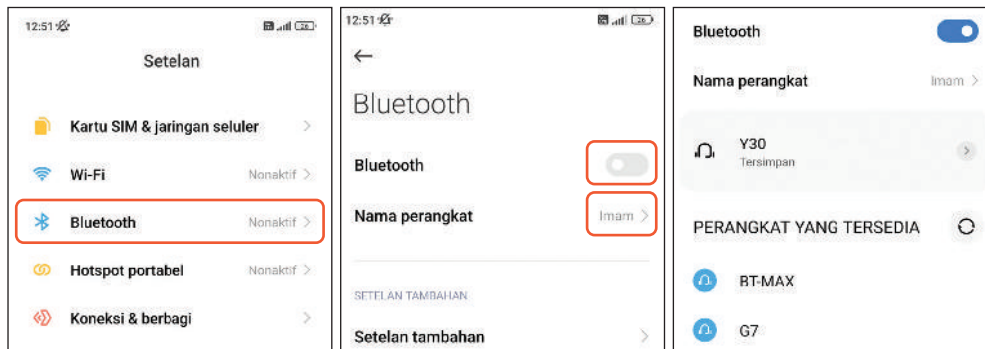 12:51
26
Setelan
Kartu SIM & jaringan seluler
Wi-Fi Nonaktif
Bluetooth Nonaktif
Hotspot portabel Nonaktif
Koneksi & berbagi
12:51
26
Bluetooth
Bluetooth
Nama perangkat Imam
SETELAN TAMBAHAN
Setelan tambahan
Bluetooth
Nama perangkat Imam
Y30
Tersimpan
PERANGKAT YANG TERSEDIA
BT-MAX
G7